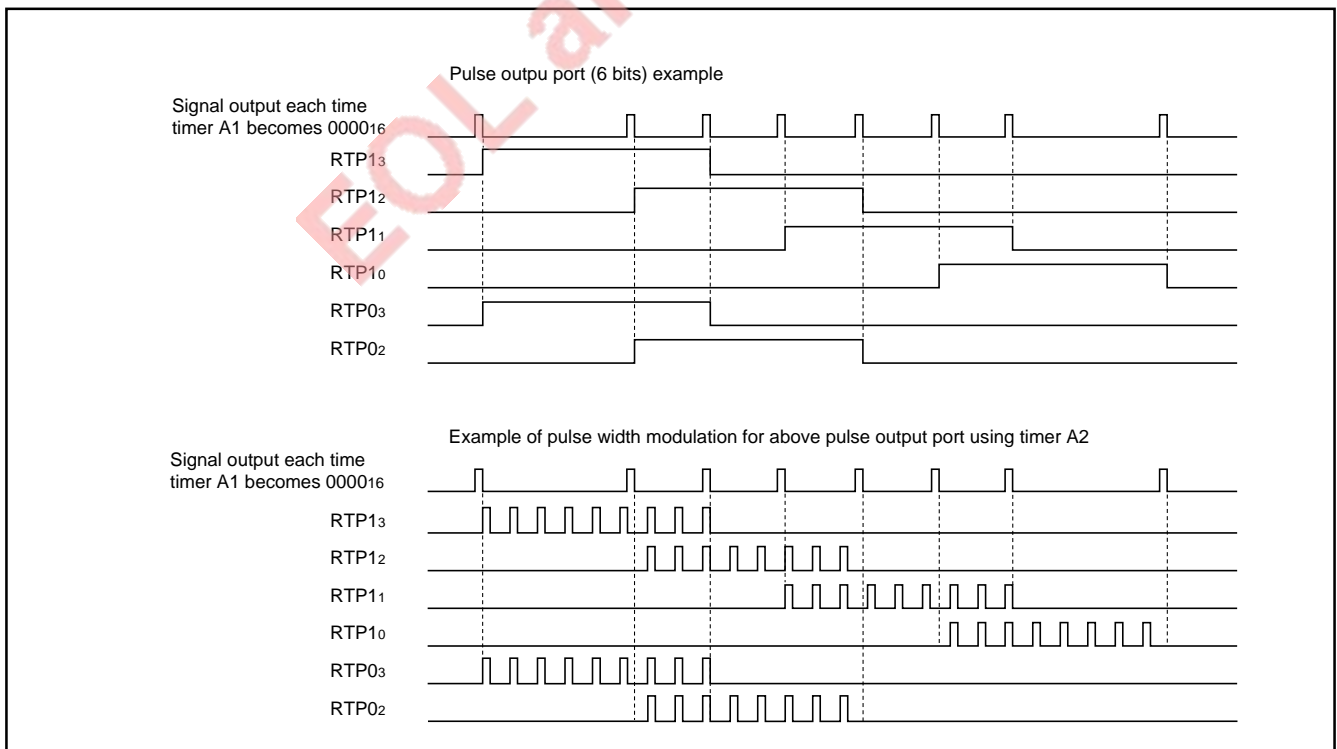 Pulse outpu port (6 bits) example
Signal output each time
timer A1 becomes 000016
RTP13
RTP12
RTP11
RTP10
RTP03
RTP02
Example of pulse width modulation for above pulse output port using timer A2
Signal output each time
timer A1 becomes 000016
RTP13
RTP12
RTP11
RTP10
RTP03
RTP02
EOL